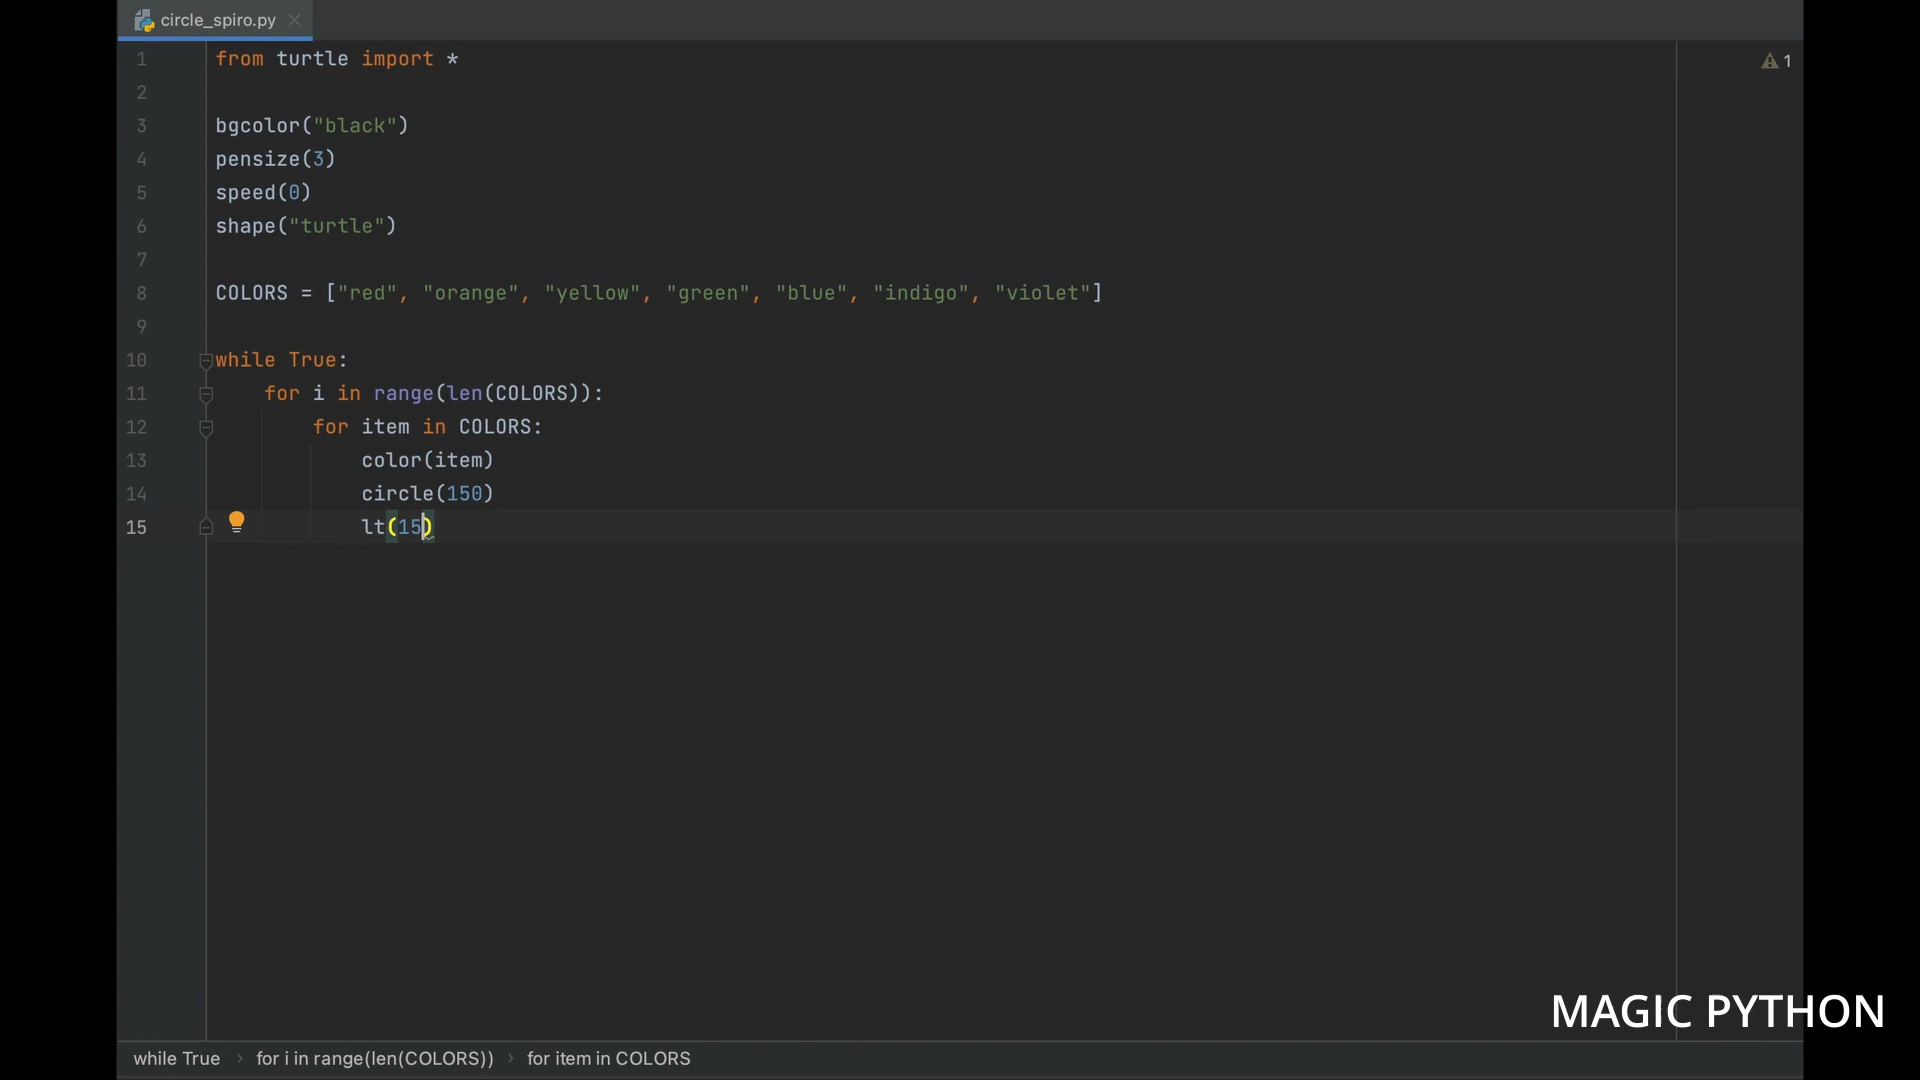 circle_spiro.py
1 from turtle import *
1
2
3 bgcolor("black")
4 pensize(3)
5 speed(0)
6 shape("turtle")
7
8 COLORS = ["red", "orange", "yellow", "green", "blue", "indigo", "violet"]
9
10 while True:
11     for i in range(len(COLORS)):
12         for item in COLORS:
13             color(item)
14             circle(150)
15             lt(15)
MAGIC PYTHON
while True › for i in range(len(COLORS)) › for item in COLORS